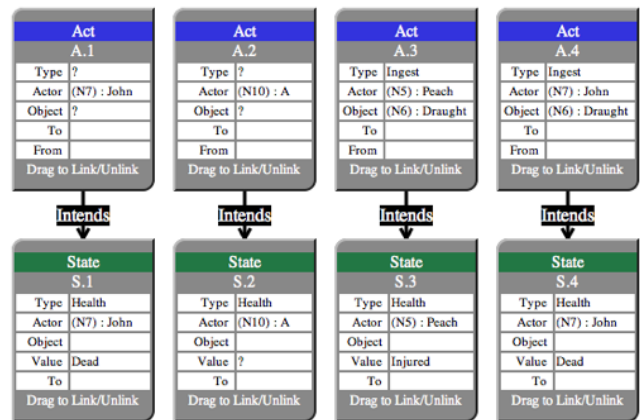 Act Act Act Act
A.1 A.2 A.3 A.4
Type ? Type ? Type Ingest Type Ingest
Actor (N7) : John Actor (N10) : A Actor (N5) : Peach Actor (N7) : John
Object ? Object ? Object (N6) : Draught Object (N6) : Draught
To To To To
From From From From
Drag to Link/Unlink Drag to Link/Unlink Drag to Link/Unlink Drag to Link/Unlink
Intends Intends Intends Intends
State State State State
S.1 S.2 S.3 S.4
Type Health Type Health Type Health Type Health
Actor (N7) : John Actor (N10) : A Actor (N5) : Peach Actor (N7) : John
Object Object Object Object
Value Dead Value ? Value Injured Value Dead
To To To To
Drag to Link/Unlink Drag to Link/Unlink Drag to Link/Unlink Drag to Link/Unlink